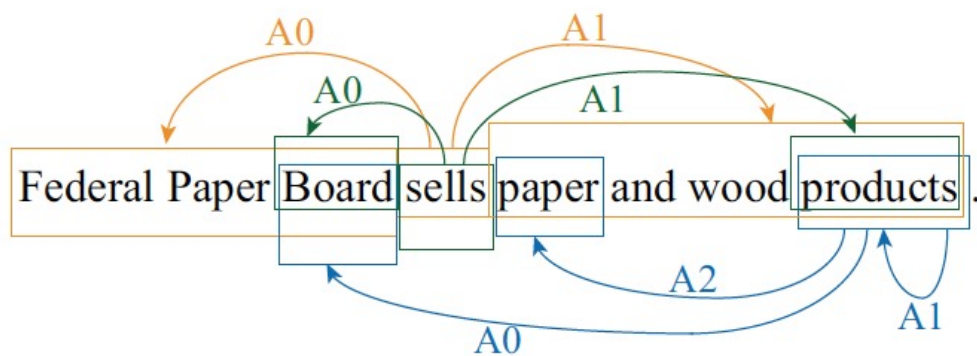 A0 A1
A0 A1
Federal Paper Board sells paper and wood products .
A2
A0 A1